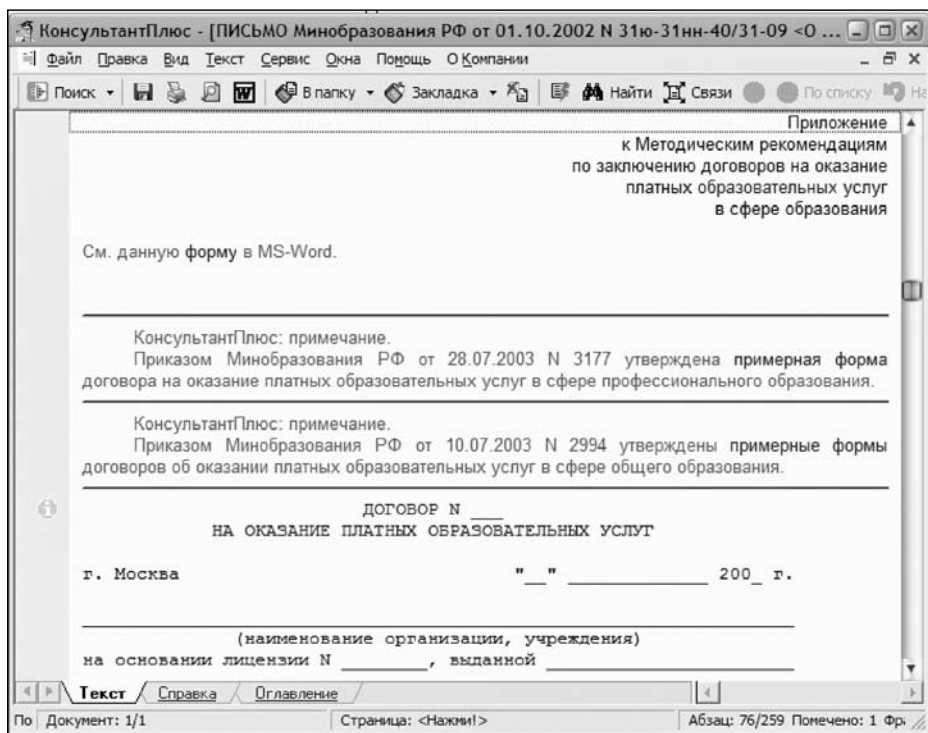 КонсультантПлюс - [ПИСЬМО Минобразования РФ от 01.10.2002 N 31ю-31нн-40/31-09 <О ...
Файл Правка Вид Текст Сервис Окна Помощь О Компании
Поиск В папку Закладка Найти Связи По списку На
Приложение
к Методическим рекомендациям
по заключению договоров на оказание
платных образовательных услуг
в сфере образования
См. данную форму в MS-Word.
КонсультантПлюс: примечание.
Приказом Минобразования РФ от 28.07.2003 N 3177 утверждена примерная форма
договора на оказание платных образовательных услуг в сфере профессионального образования.
КонсультантПлюс: примечание.
Приказом Минобразования РФ от 10.07.2003 N 2994 утверждены примерные формы
договоров об оказании платных образовательных услуг в сфере общего образования.
ДОГОВОР N ___
НА ОКАЗАНИЕ ПЛАТНЫХ ОБРАЗОВАТЕЛЬНЫХ УСЛУГ
г. Москва "__" _____________ 200_ г.
(наименование организации, учреждения)
на основании лицензии N ________, выданной _______________________
Текст Справка Оглавление
По Документ: 1/1 Страница: <Нажми!> Абзац: 76/259 Помечено: 1 Фр